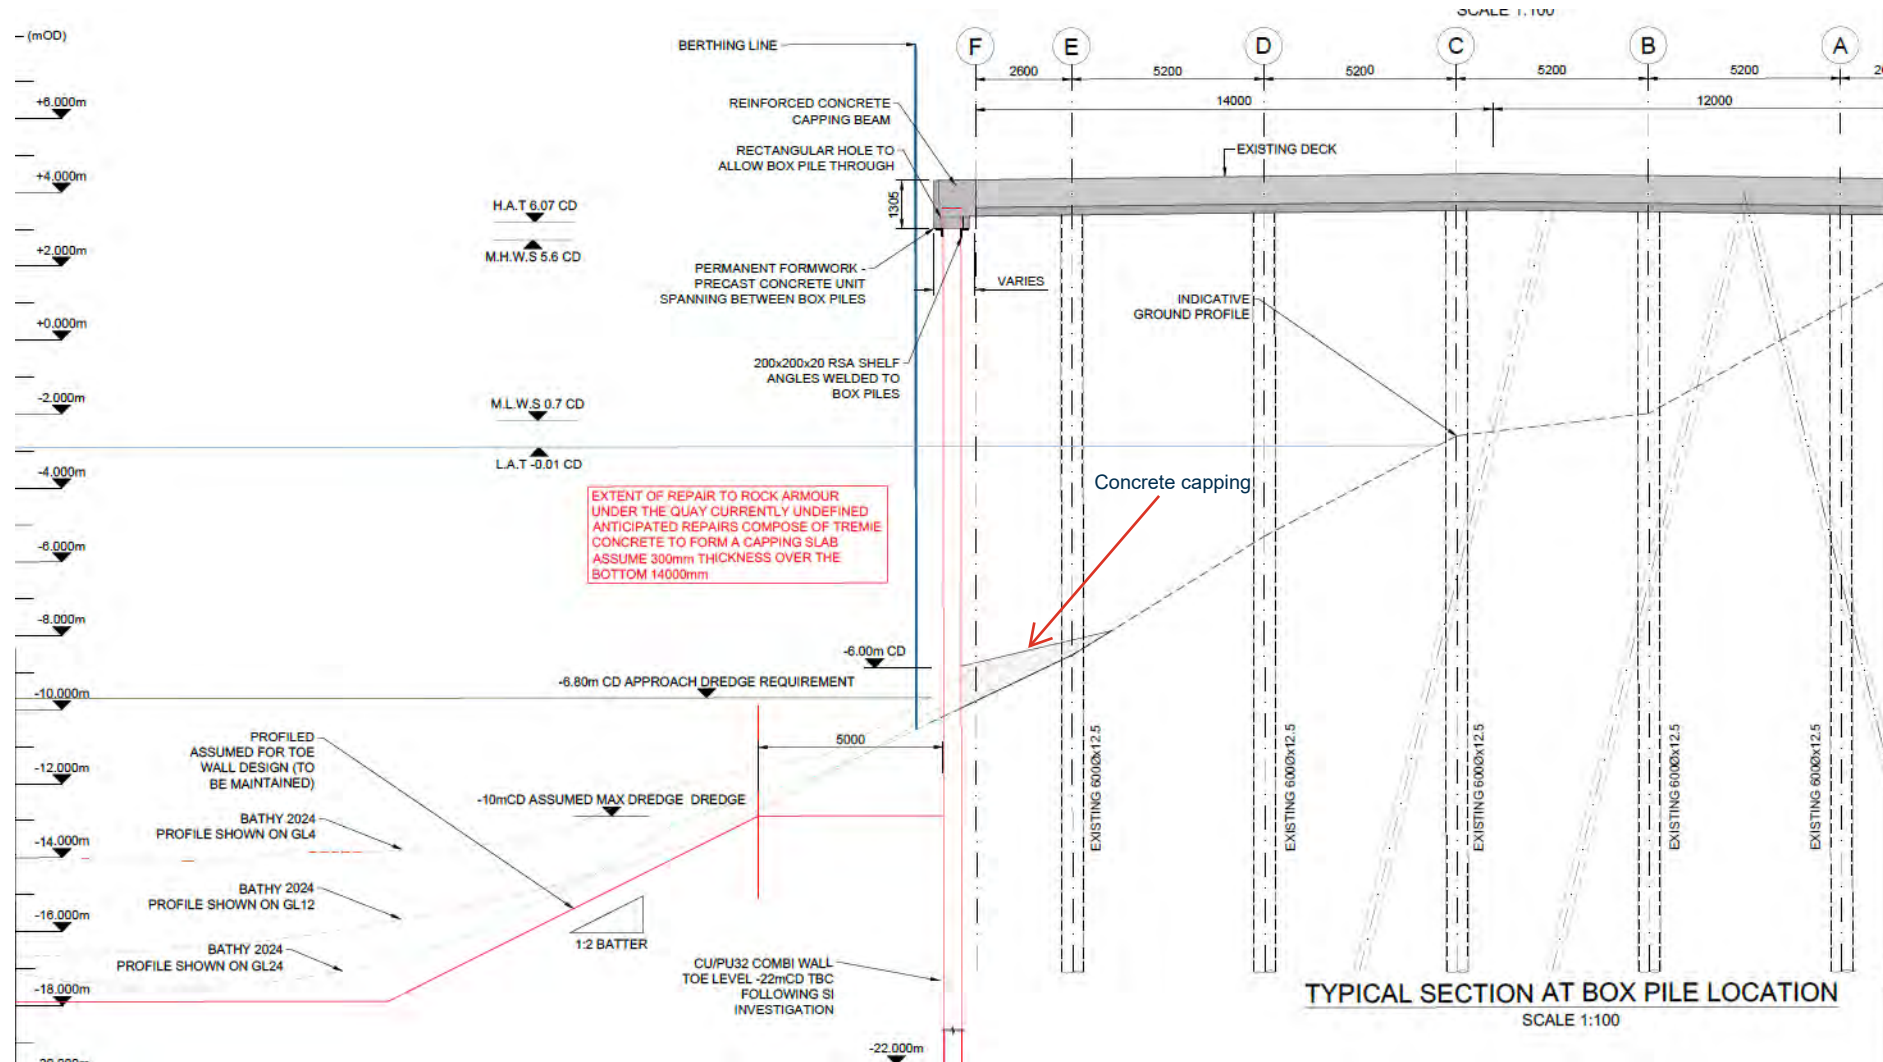 SCALE 1:100
(mOD)
BERTHING LINE
F
E
D
C
B
A
2600
5200
5200
5200
5200
14000
12000
+6.000m
REINFORCED CONCRETE
CAPPING BEAM
RECTANGULAR HOLE TO
ALLOW BOX PILE THROUGH
EXISTING DECK
+4.000m
1305
H.A.T 6.07 CD
M.H.W.S 5.6 CD
+2.000m
PERMANENT FORMWORK -
PRECAST CONCRETE UNIT
SPANNING BETWEEN BOX PILES
VARIES
INDICATIVE
GROUND PROFILE
+0.000m
200x200x20 RSA SHELF
ANGLES WELDED TO
BOX PILES
-2.000m
M.L.W.S 0.7 CD
L.A.T -0.01 CD
-4.000m
Concrete capping
EXTENT OF REPAIR TO ROCK ARMOUR
UNDER THE QUAY CURRENTLY UNDEFINED
ANTICIPATED REPAIRS COMPOSE OF TREMIE
CONCRETE TO FORM A CAPPING SLAB
ASSUME 300mm THICKNESS OVER THE
BOTTOM 14000mm
-6.000m
-8.000m
-6.00m CD
-6.80m CD APPROACH DREDGE REQUIREMENT
-10.000m
PROFILED
ASSUMED FOR TOE
WALL DESIGN (TO
BE MAINTAINED)
5000
-12.000m
-10mCD ASSUMED MAX DREDGE DREDGE
BATHY 2024
PROFILE SHOWN ON GL4
-14.000m
EXISTING 600Øx12.5
EXISTING 600Øx12.5
EXISTING 600Øx12.5
EXISTING 600Øx12.5
EXISTING 600Øx12.5
BATHY 2024
PROFILE SHOWN ON GL12
-16.000m
1:2 BATTER
BATHY 2024
PROFILE SHOWN ON GL24
-18.000m
CU/PU32 COMBI WALL
TOE LEVEL -22mCD TBC
FOLLOWING SI
INVESTIGATION
TYPICAL SECTION AT BOX PILE LOCATION
SCALE 1:100
-22.000m